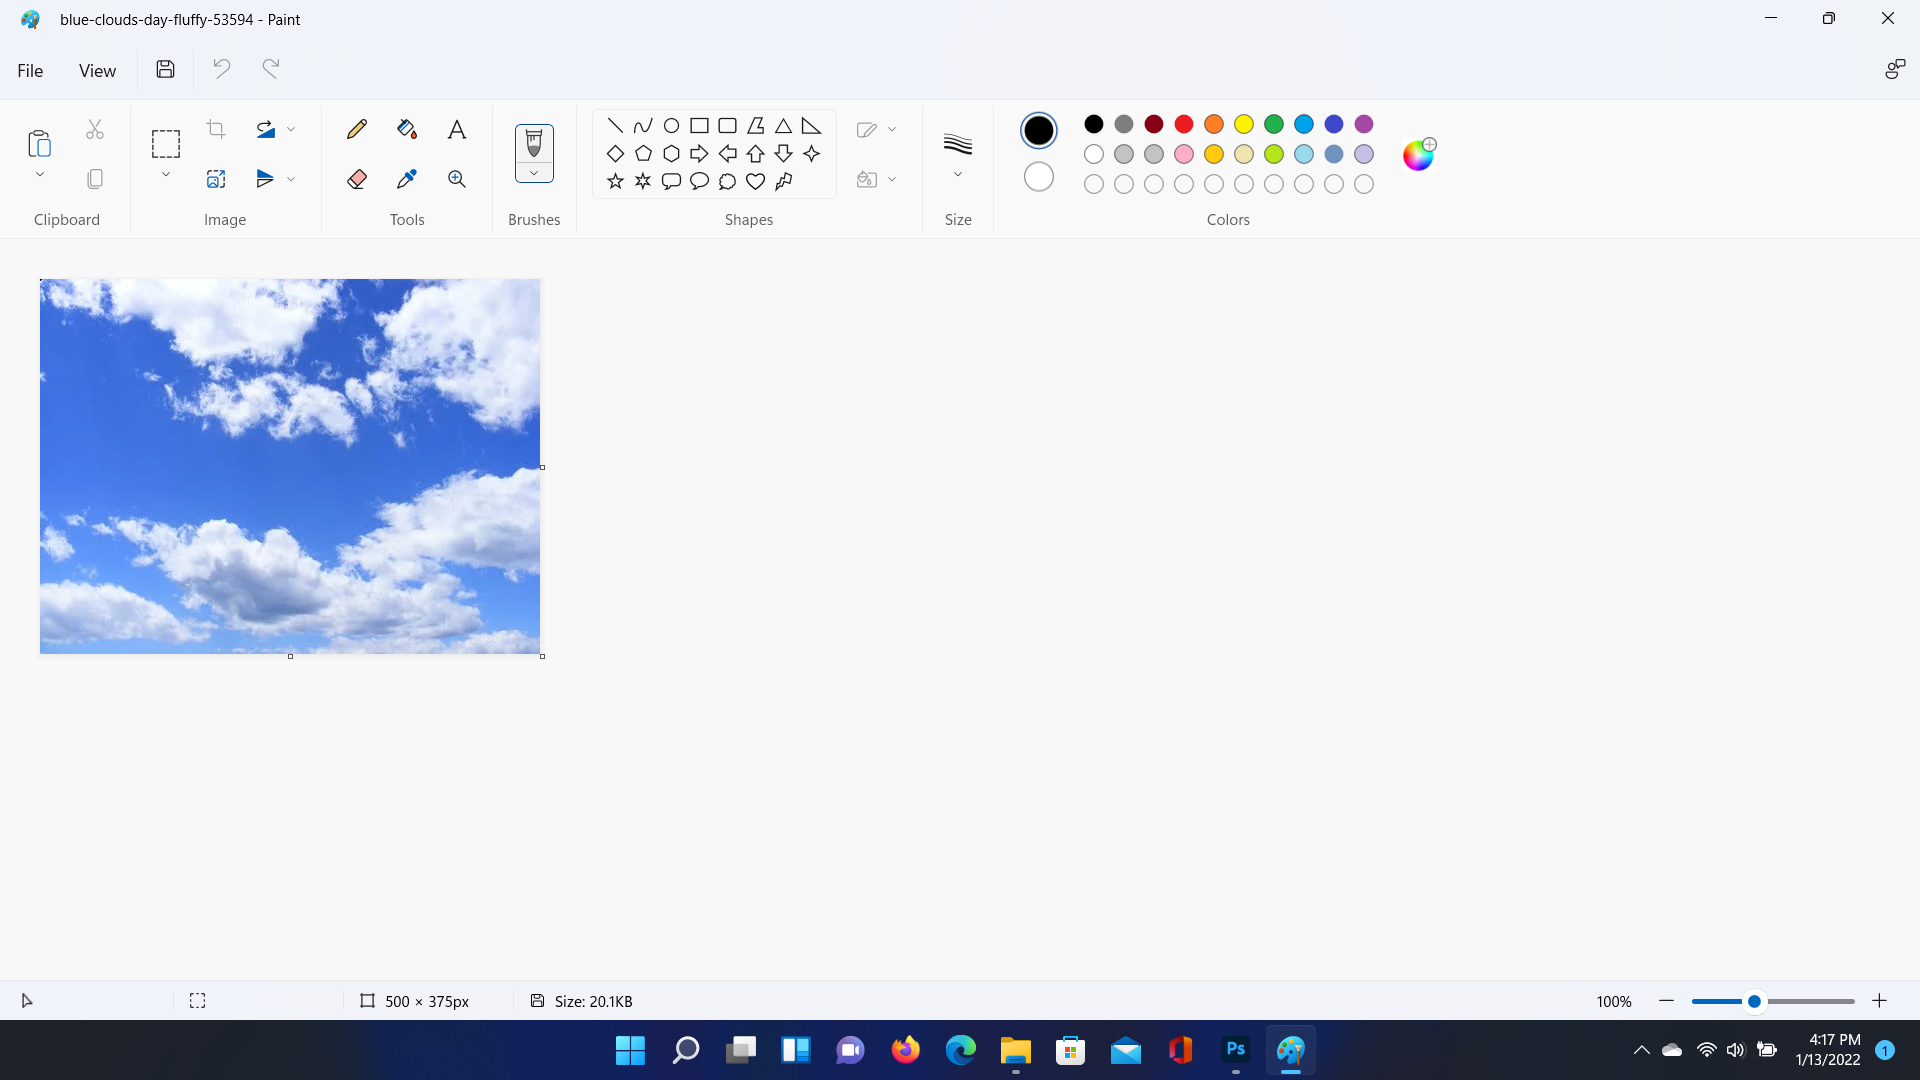 blue-clouds-day-fluffy-53594 - Paint
File View
Clipboard Image Tools Brushes Shapes Size Colors
500 × 375px Size: 20.1KB 100%
Ps 4:17 PM
1/13/2022 1